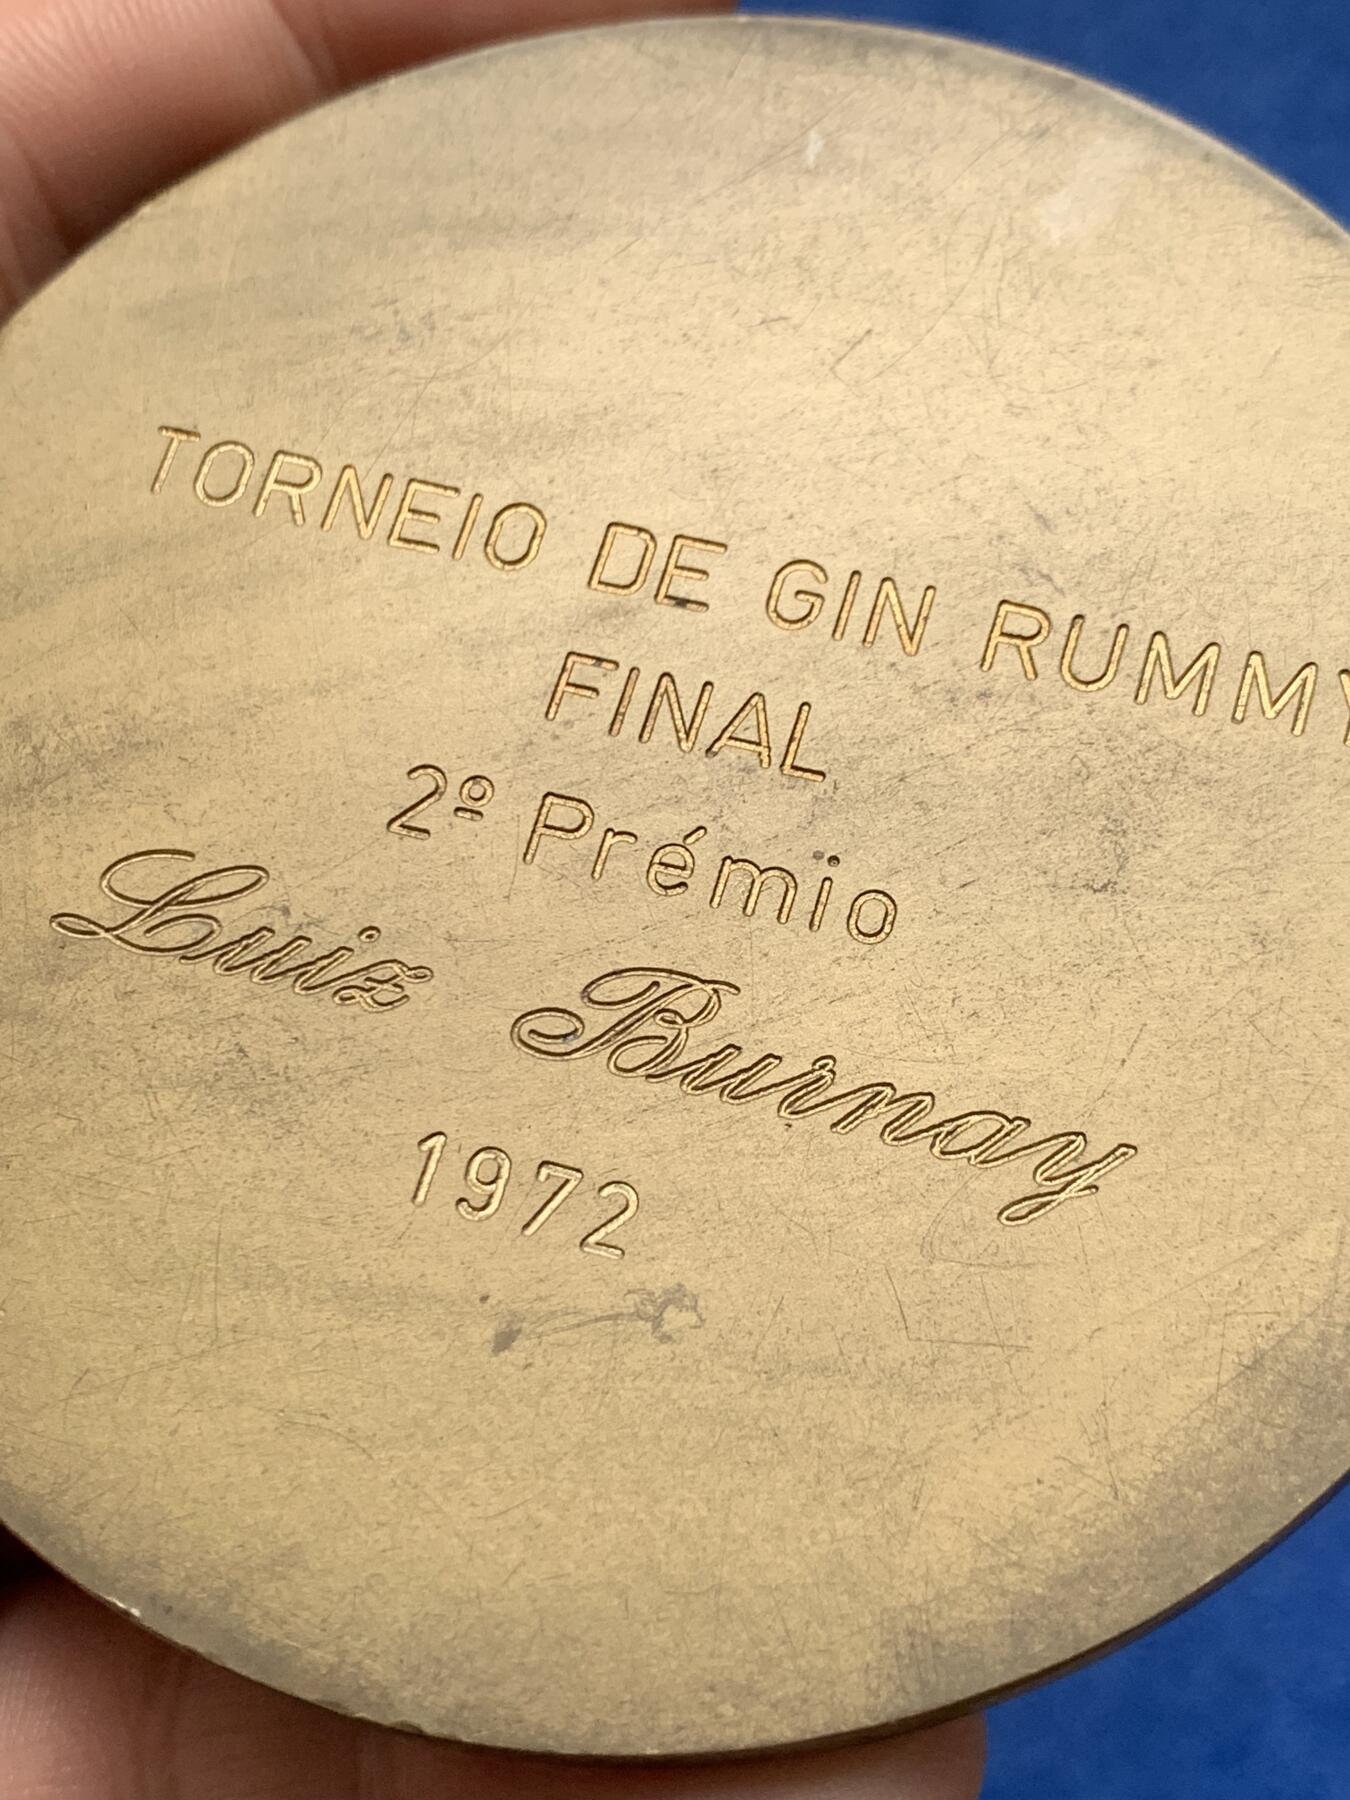 TORNEIO DE GIN RUMMY
FINAL
2º Prémio
Luiz Burnay
1972